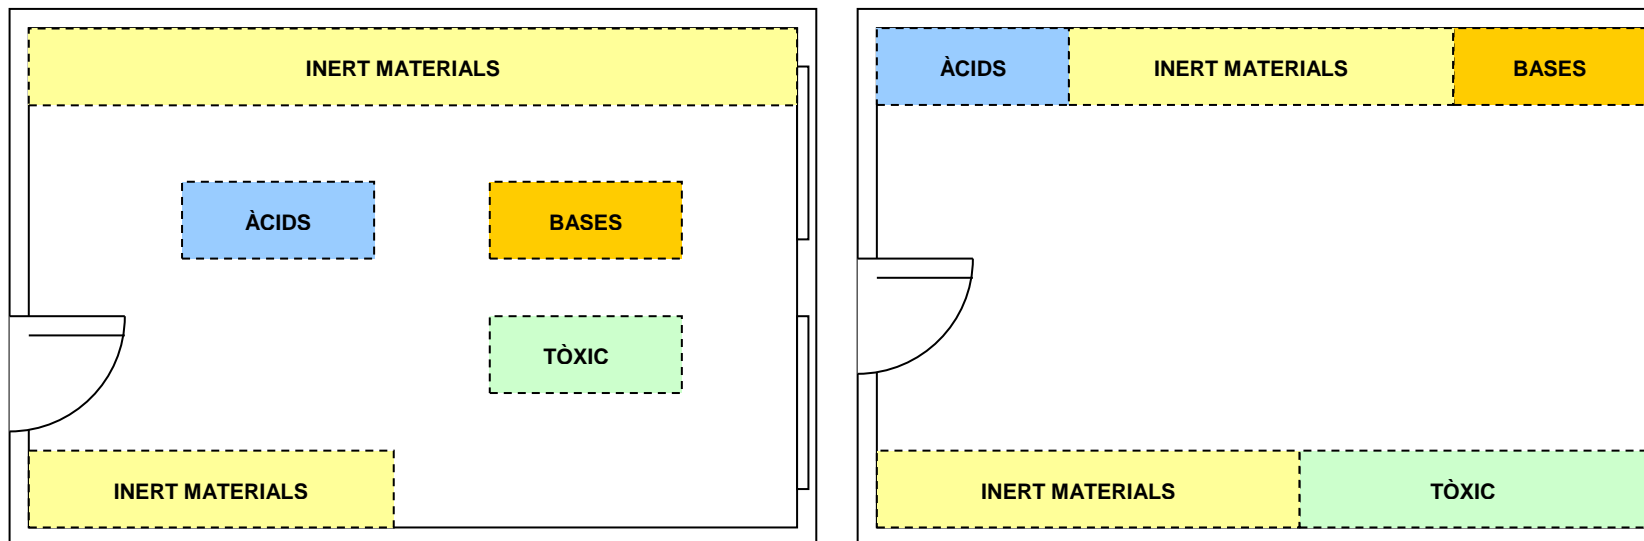 INERT MATERIALS
ÀCIDS
BASES
TÒXIC
INERT MATERIALS
ÀCIDS
INERT MATERIALS
BASES
INERT MATERIALS
TÒXIC